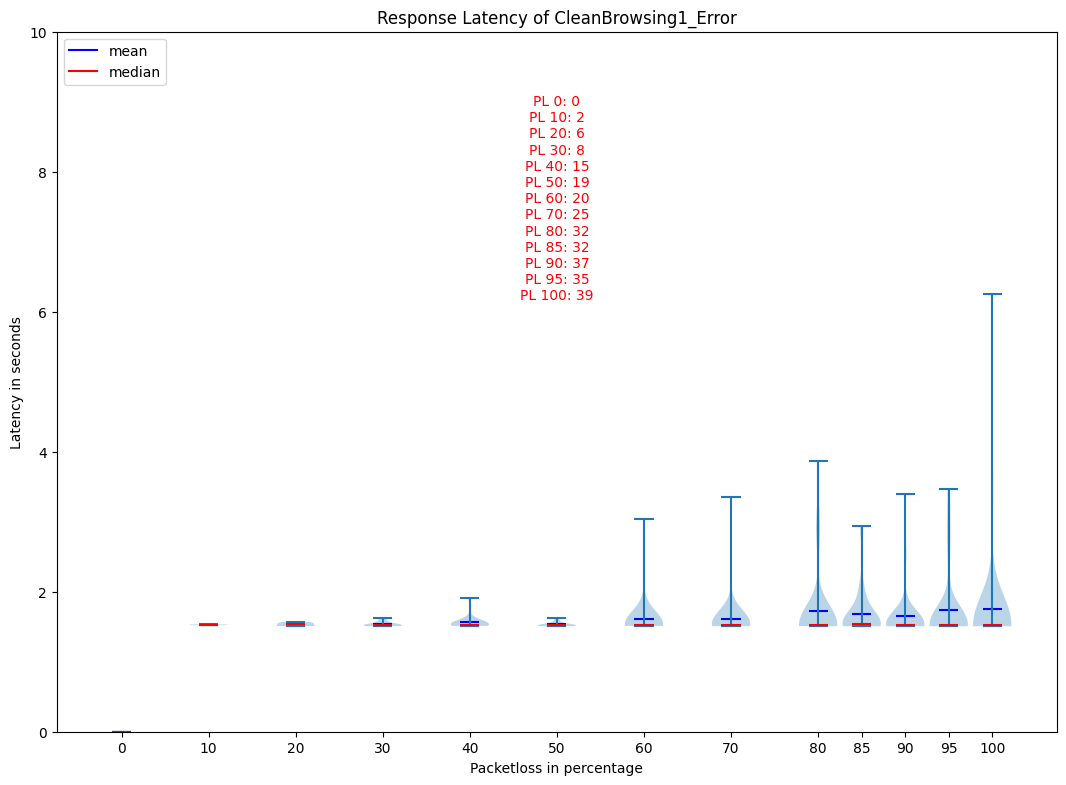 Response Latency of CleanBrowsing1_Error
10
mean
median
PL 0: 0
PL 10: 2
PL 20: 6
PL 30: 8
PL 40: 15
PL 50: 19
PL 60: 20
PL 70: 25
PL 80: 32
PL 85: 32
PL 90: 37
PL 95: 35
PL 100: 39
8
6
4
2
0
Latency in seconds
0 10 20 30 40 50 60 70 80 85 90 95 100
Packetloss in percentage